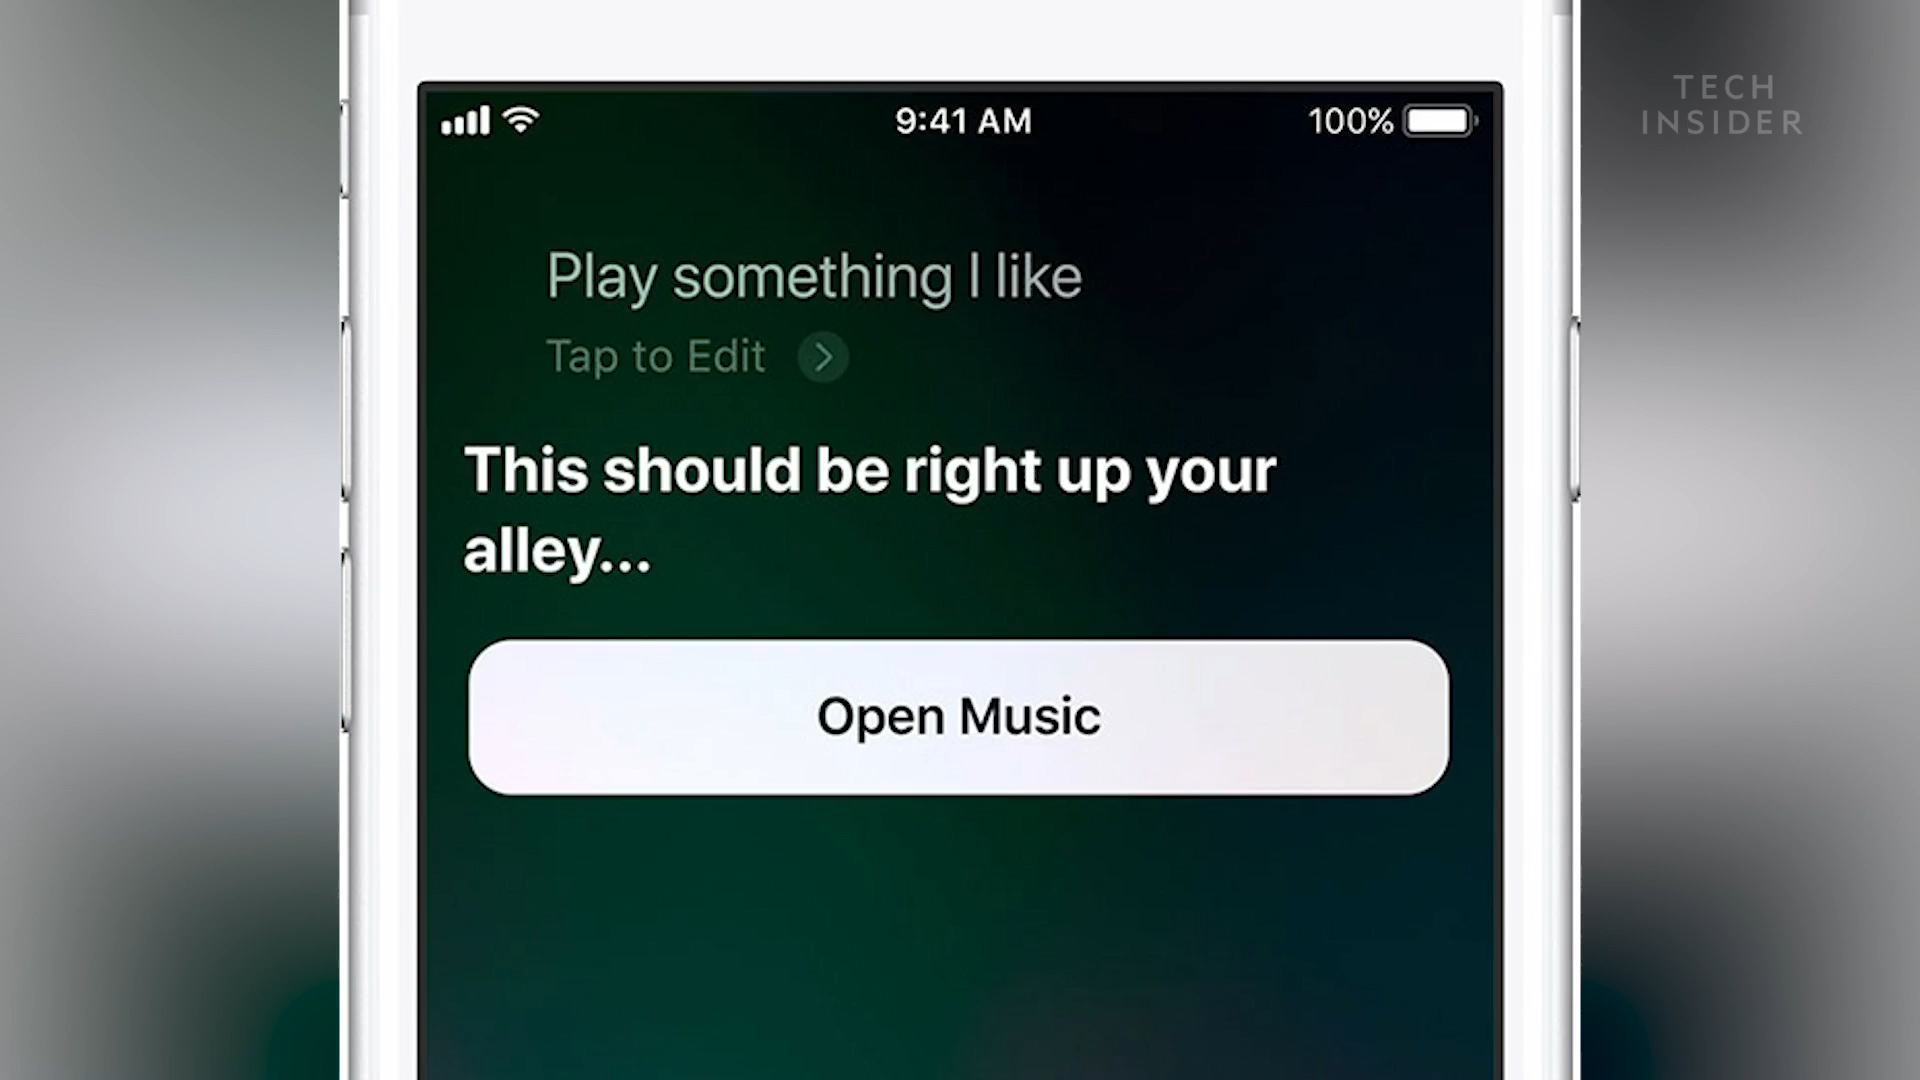 TECH
INSIDER
9:41 AM
100%
Play something I like
Tap to Edit
This should be right up your
alley...
Open Music